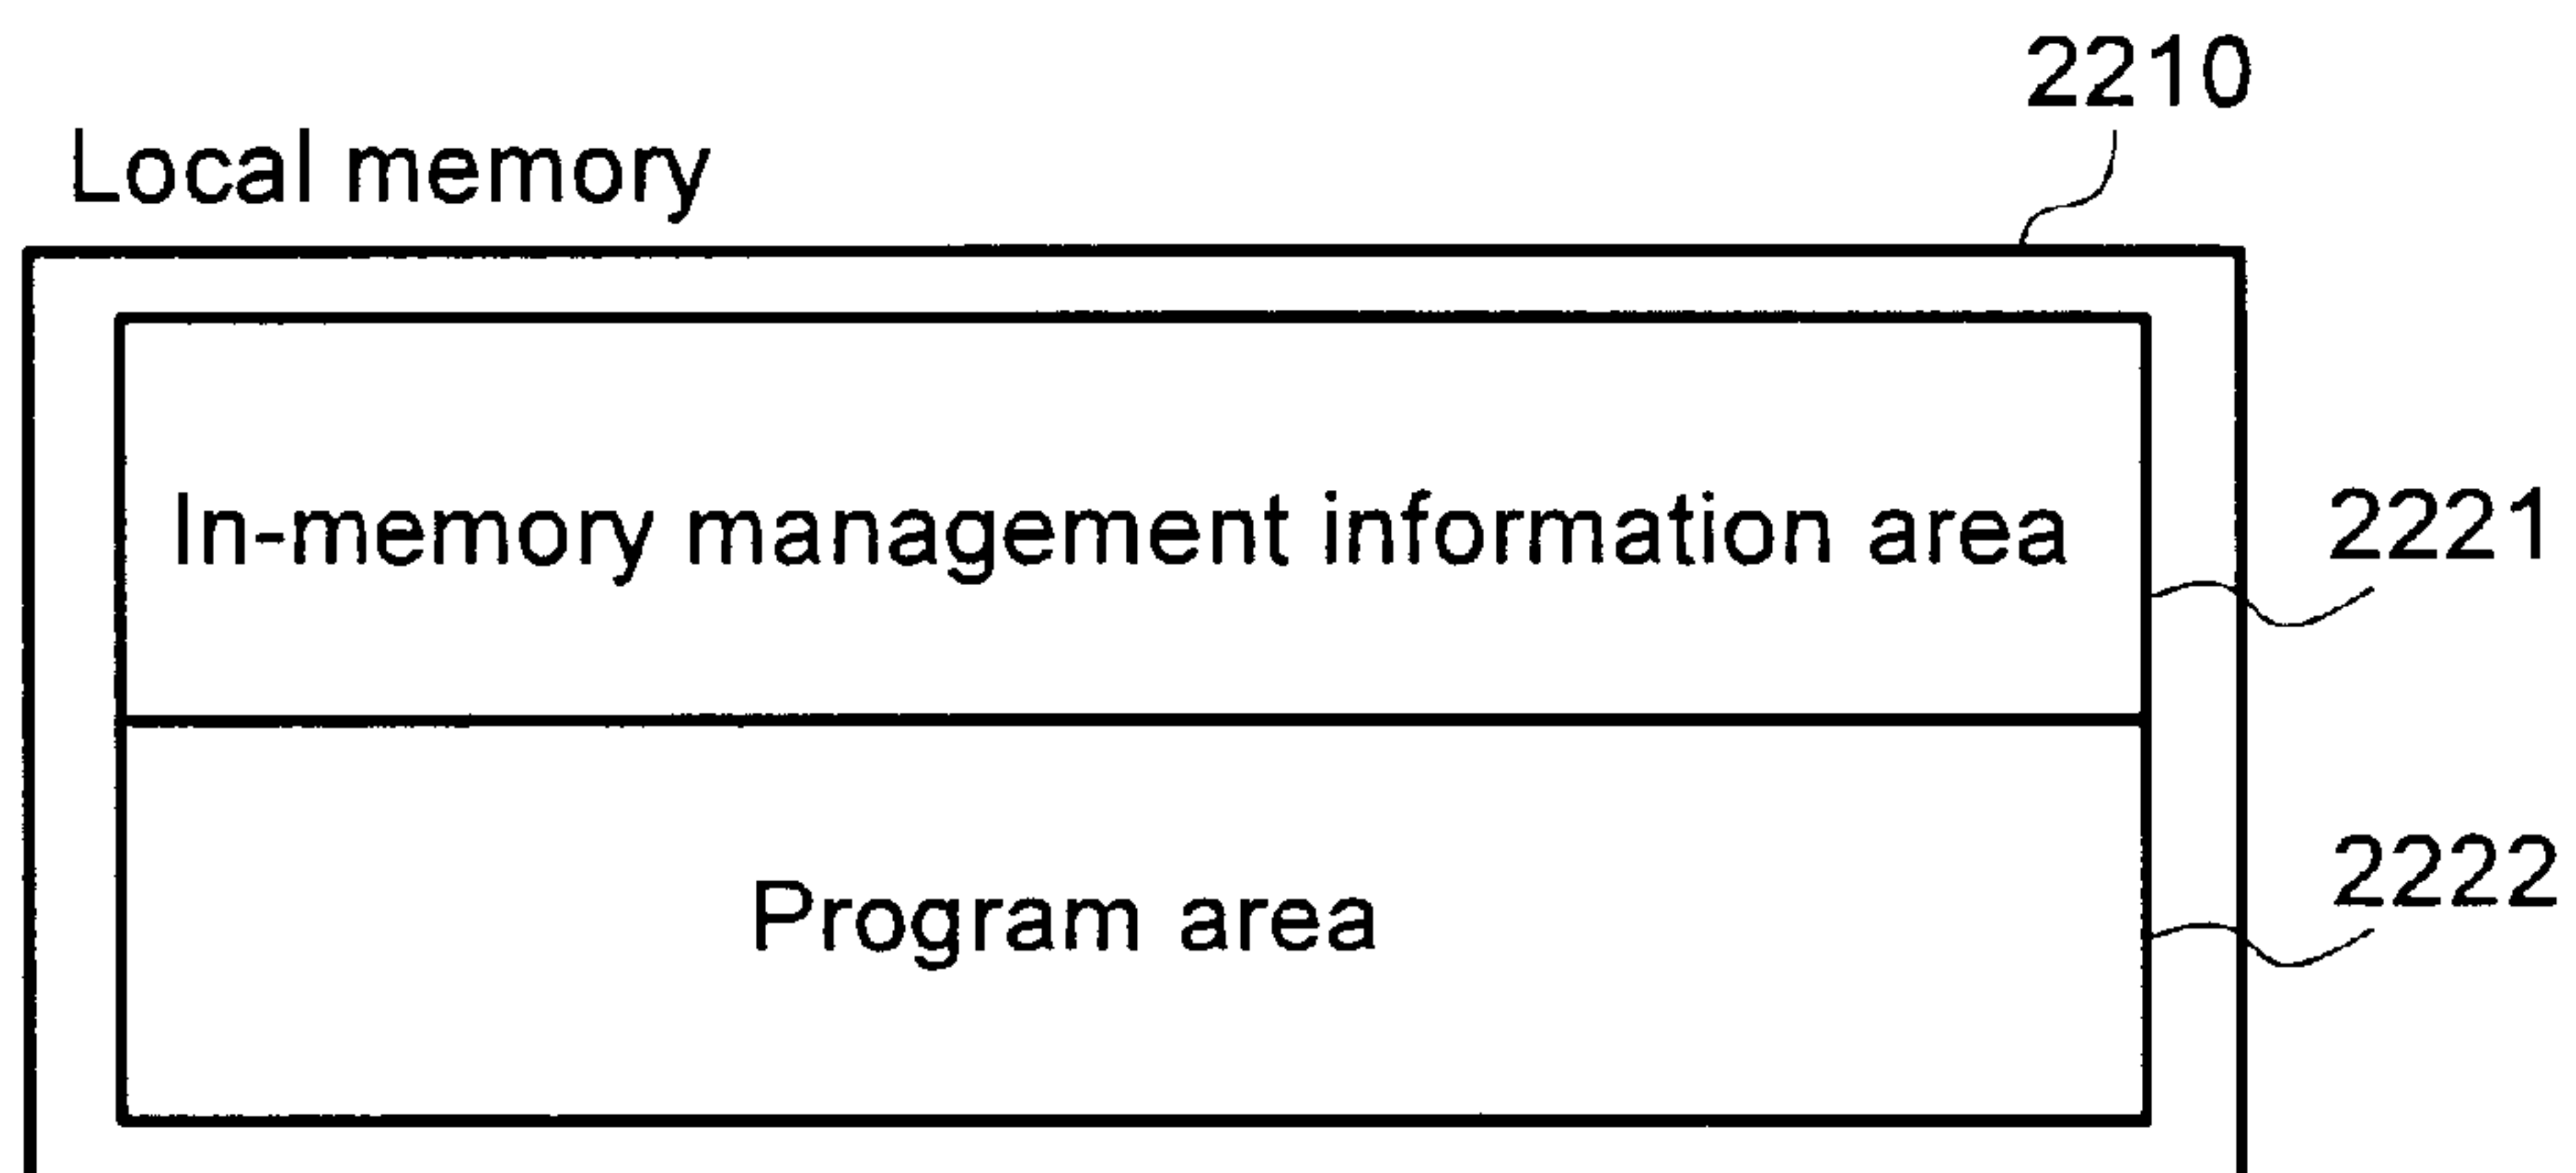 2210
Local memory
In-memory management information area
2221
Program area
2222